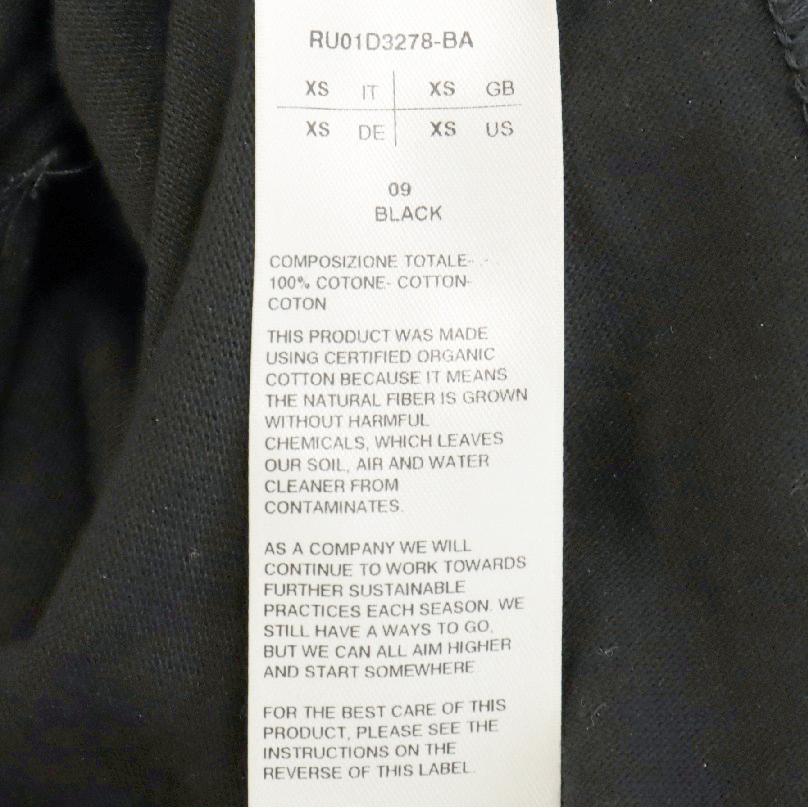 RU01D3278-BA
XS IT XS GB
XS DE XS US
09
BLACK
COMPOSIZIONE TOTALE-
100% COTONE- COTTON-
COTON
THIS PRODUCT WAS MADE
USING CERTIFIED ORGANIC
COTTON BECAUSE IT MEANS
THE NATURAL FIBER IS GROWN
WITHOUT HARMFUL
CHEMICALS, WHICH LEAVES
OUR SOIL, AIR AND WATER
CLEANER FROM
CONTAMINATES.
AS A COMPANY WE WILL
CONTINUE TO WORK TOWARDS
FURTHER SUSTAINABLE
PRACTICES EACH SEASON. WE
STILL HAVE A WAYS TO GO,
BUT WE CAN ALL AIM HIGHER
AND START SOMEWHERE
FOR THE BEST CARE OF THIS
PRODUCT, PLEASE SEE THE
INSTRUCTIONS ON THE
REVERSE OF THIS LABEL.